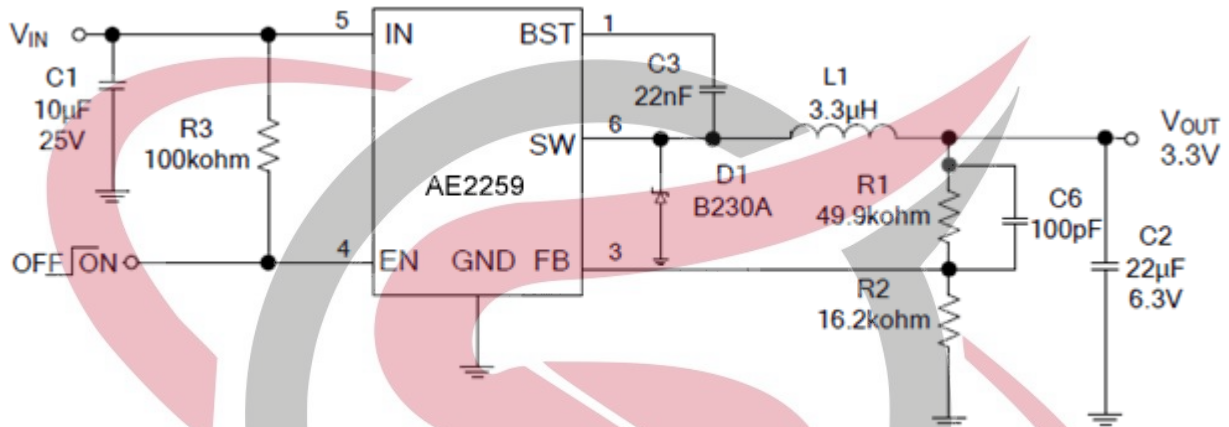 V_IN
5
IN
BST
1
C1
10µF
25V
R3
100kohm
C3
22nF
L1
3.3µH
6
SW
V_OUT
3.3V
AE2259
D1
B230A
R1
49.9kohm
C6
100pF
C2
22µF
6.3V
OFF ON
4
EN
GND
FB
3
R2
16.2kohm